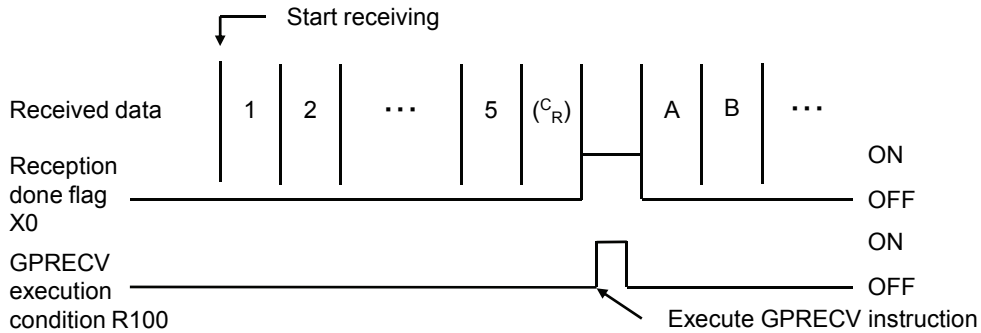 Start receiving
Received data 1 2 ... 5 (CR) A B ...
Reception done flag X0
ON
OFF
GPRECV execution condition R100
ON
OFF
Execute GPRECV instruction